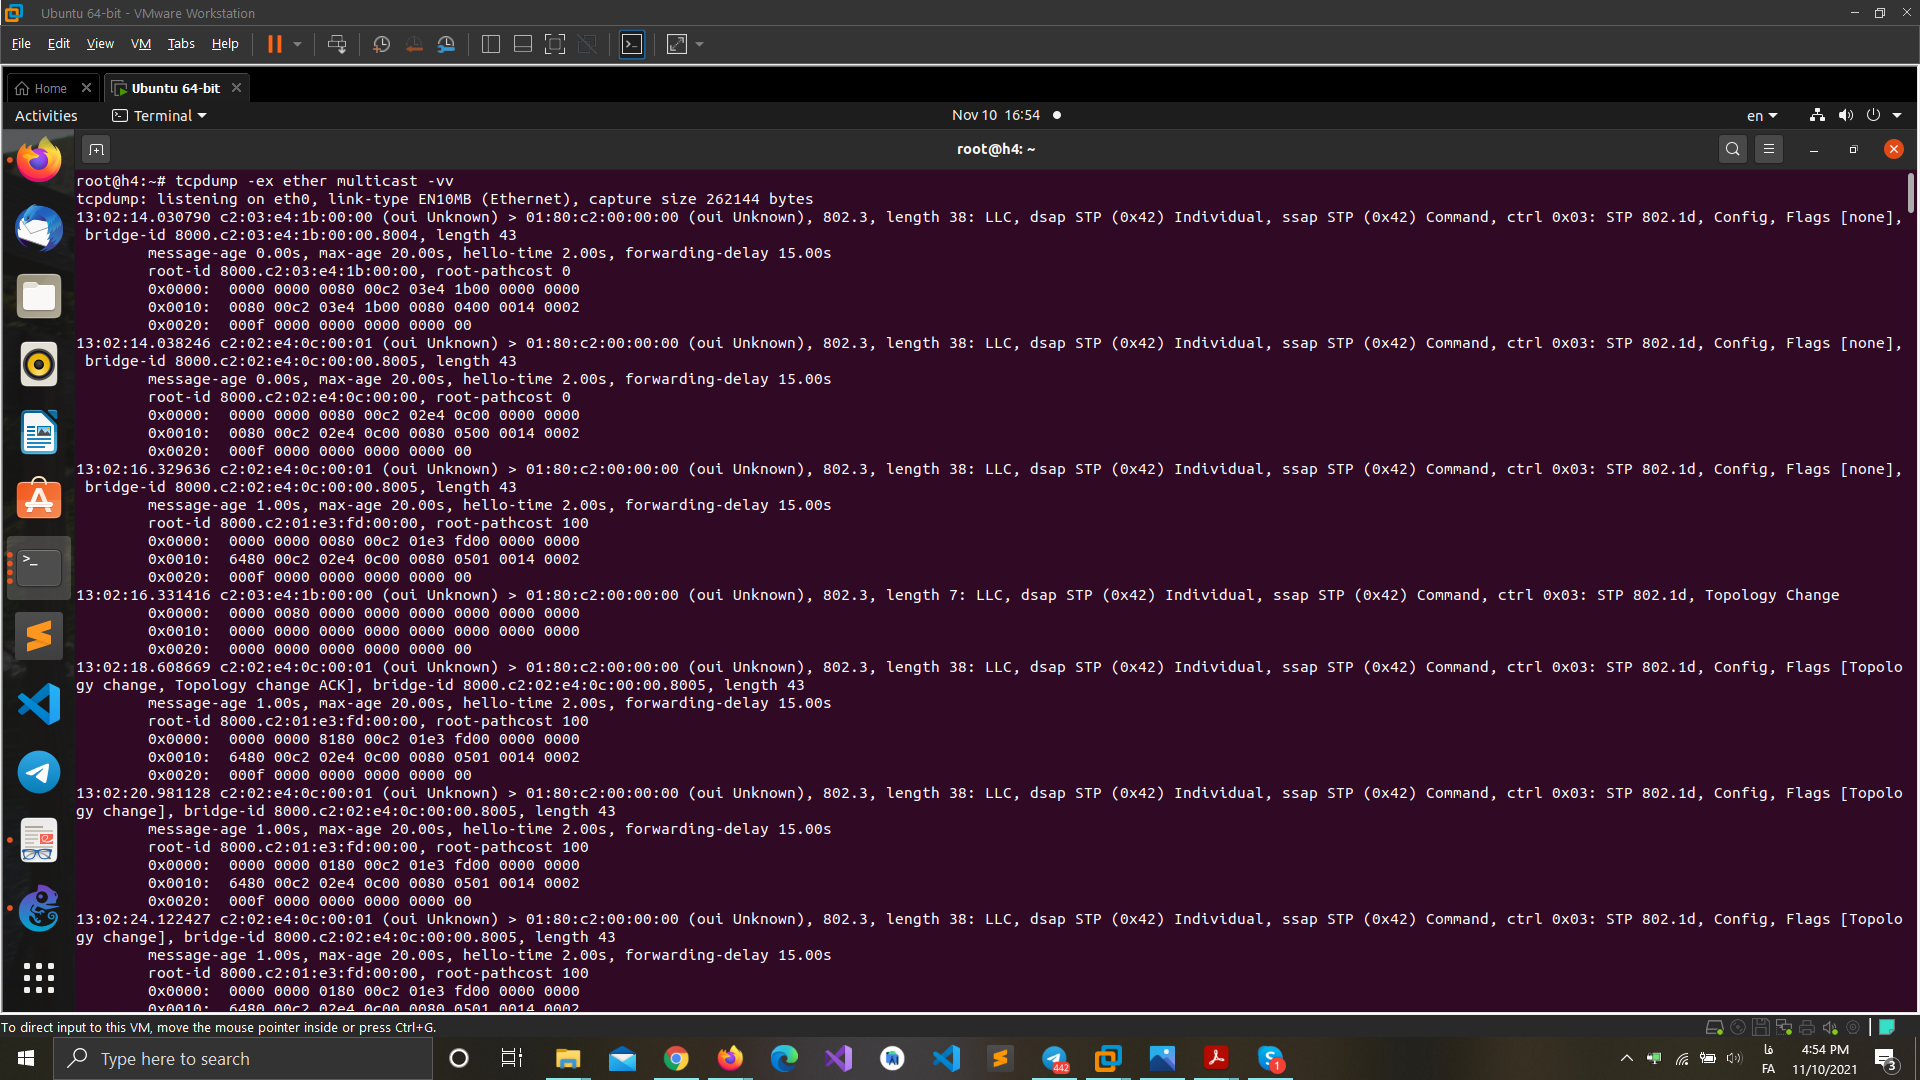 Ubuntu 64-bit - VMware Workstation
File Edit View VM Tabs Help
Home Ubuntu 64-bit
Activities Terminal Nov 10 16:54 en
root@h4: ~
root@h4:~# tcpdump -ex ether multicast -vv
tcpdump: listening on eth0, link-type EN10MB (Ethernet), capture size 262144 bytes
13:02:14.030790 c2:03:e4:1b:00:00 (oui Unknown) > 01:80:c2:00:00:00 (oui Unknown), 802.3, length 38: LLC, dsap STP (0x42) Individual, ssap STP (0x42) Command, ctrl 0x03: STP 802.1d, Config, Flags [none],
bridge-id 8000.c2:03:e4:1b:00:00.8004, length 43
message-age 0.00s, max-age 20.00s, hello-time 2.00s, forwarding-delay 15.00s
root-id 8000.c2:03:e4:1b:00:00, root-pathcost 0
0x0000:  0000 0000 0080 00c2 03e4 1b00 0000 0000
0x0010:  0080 00c2 03e4 1b00 0080 0400 0014 0002
0x0020:  000f 0000 0000 0000 0000 00
13:02:14.038246 c2:02:e4:0c:00:01 (oui Unknown) > 01:80:c2:00:00:00 (oui Unknown), 802.3, length 38: LLC, dsap STP (0x42) Individual, ssap STP (0x42) Command, ctrl 0x03: STP 802.1d, Config, Flags [none],
bridge-id 8000.c2:02:e4:0c:00:00.8005, length 43
message-age 0.00s, max-age 20.00s, hello-time 2.00s, forwarding-delay 15.00s
root-id 8000.c2:02:e4:0c:00:00, root-pathcost 0
0x0000:  0000 0000 0080 00c2 02e4 0c00 0000 0000
0x0010:  0080 00c2 02e4 0c00 0080 0500 0014 0002
0x0020:  000f 0000 0000 0000 0000 00
13:02:16.329636 c2:02:e4:0c:00:01 (oui Unknown) > 01:80:c2:00:00:00 (oui Unknown), 802.3, length 38: LLC, dsap STP (0x42) Individual, ssap STP (0x42) Command, ctrl 0x03: STP 802.1d, Config, Flags [none],
bridge-id 8000.c2:02:e4:0c:00:00.8005, length 43
message-age 1.00s, max-age 20.00s, hello-time 2.00s, forwarding-delay 15.00s
root-id 8000.c2:01:e3:fd:00:00, root-pathcost 100
0x0000:  0000 0000 0080 00c2 01e3 fd00 0000 0000
0x0010:  6480 00c2 02e4 0c00 0080 0501 0014 0002
0x0020:  000f 0000 0000 0000 0000 00
13:02:16.331416 c2:03:e4:1b:00:00 (oui Unknown) > 01:80:c2:00:00:00 (oui Unknown), 802.3, length 7: LLC, dsap STP (0x42) Individual, ssap STP (0x42) Command, ctrl 0x03: STP 802.1d, Topology Change
0x0000:  0000 0080 0000 0000 0000 0000 0000 0000
0x0010:  0000 0000 0000 0000 0000 0000 0000 0000
0x0020:  0000 0000 0000 0000 0000 00
13:02:18.608669 c2:02:e4:0c:00:01 (oui Unknown) > 01:80:c2:00:00:00 (oui Unknown), 802.3, length 38: LLC, dsap STP (0x42) Individual, ssap STP (0x42) Command, ctrl 0x03: STP 802.1d, Config, Flags [Topolo
gy change, Topology change ACK], bridge-id 8000.c2:02:e4:0c:00:00.8005, length 43
message-age 1.00s, max-age 20.00s, hello-time 2.00s, forwarding-delay 15.00s
root-id 8000.c2:01:e3:fd:00:00, root-pathcost 100
0x0000:  0000 0000 8180 00c2 01e3 fd00 0000 0000
0x0010:  6480 00c2 02e4 0c00 0080 0501 0014 0002
0x0020:  000f 0000 0000 0000 0000 00
13:02:20.981128 c2:02:e4:0c:00:01 (oui Unknown) > 01:80:c2:00:00:00 (oui Unknown), 802.3, length 38: LLC, dsap STP (0x42) Individual, ssap STP (0x42) Command, ctrl 0x03: STP 802.1d, Config, Flags [Topolo
gy change], bridge-id 8000.c2:02:e4:0c:00:00.8005, length 43
message-age 1.00s, max-age 20.00s, hello-time 2.00s, forwarding-delay 15.00s
root-id 8000.c2:01:e3:fd:00:00, root-pathcost 100
0x0000:  0000 0000 0180 00c2 01e3 fd00 0000 0000
0x0010:  6480 00c2 02e4 0c00 0080 0501 0014 0002
0x0020:  000f 0000 0000 0000 0000 00
13:02:24.122427 c2:02:e4:0c:00:01 (oui Unknown) > 01:80:c2:00:00:00 (oui Unknown), 802.3, length 38: LLC, dsap STP (0x42) Individual, ssap STP (0x42) Command, ctrl 0x03: STP 802.1d, Config, Flags [Topolo
gy change], bridge-id 8000.c2:02:e4:0c:00:00.8005, length 43
message-age 1.00s, max-age 20.00s, hello-time 2.00s, forwarding-delay 15.00s
root-id 8000.c2:01:e3:fd:00:00, root-pathcost 100
0x0000:  0000 0000 0180 00c2 01e3 fd00 0000 0000
0x0010:  6480 00c2 02e4 0c00 0080 0501 0014 0002
To direct input to this VM, move the mouse pointer inside or press Ctrl+G.
Type here to search 442 1 فا 4:54 PM
FA 11/10/2021 3